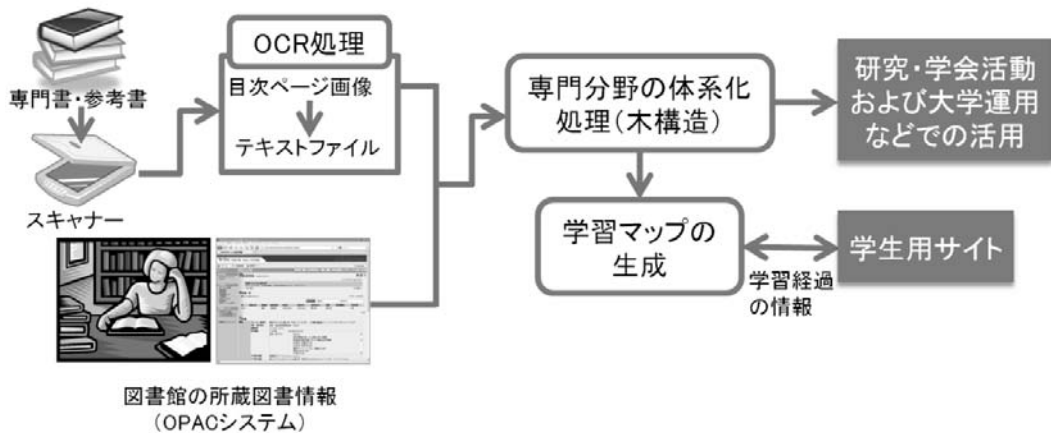 専門書・参考書
スキャナー
OCR処理
目次ページ画像
テキストファイル
図書館の所蔵図書情報
(OPACシステム)
専門分野の体系化
処理(木構造)
学習マップの
生成
研究・学会活動
および大学運用
などでの活用
学習経過
の情報
学生用サイト